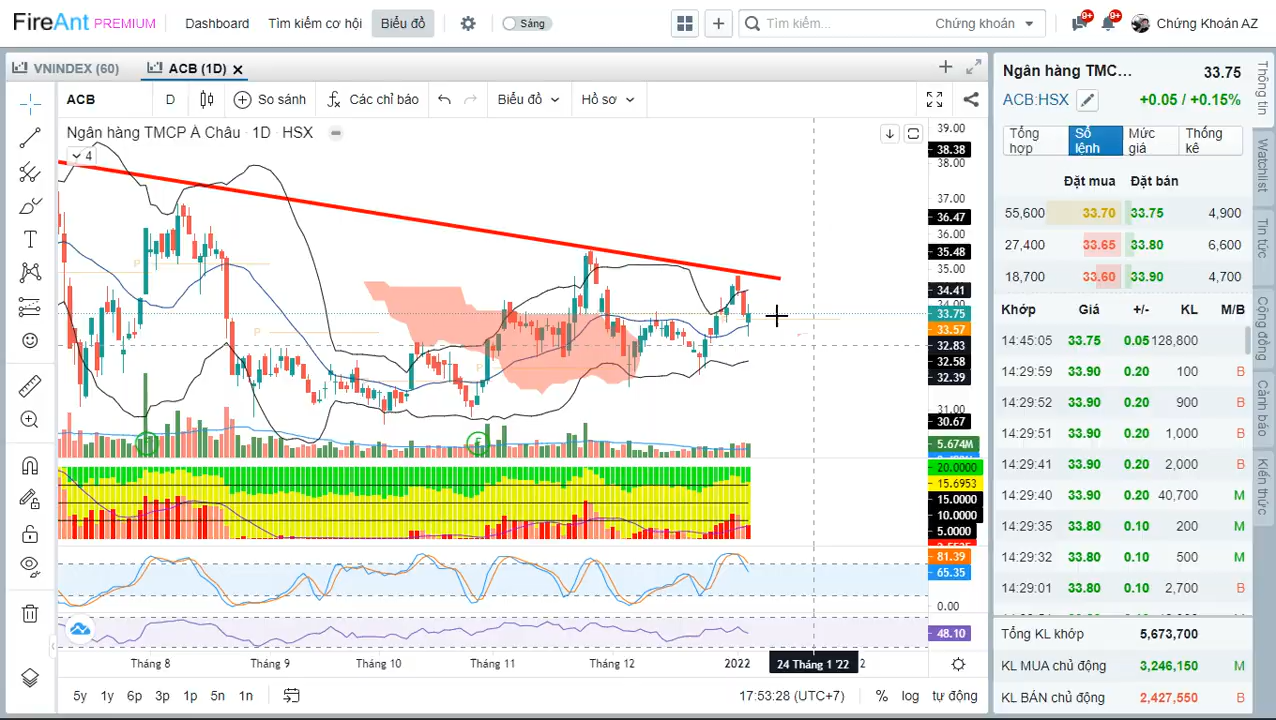 FireAnt PREMIUM Dashboard Tìm kiếm cơ hội Biểu đồ Sáng Tìm kiếm... Chứng khoán 9+ 9+ Chứng Khoán AZ
VNINDEX (60) ACB (1D)
ACB D So sánh Các chỉ báo Biểu đồ Hồ sơ
Ngân hàng TMCP Á Châu · 1D · HSX
4
P
P
P
E
39.00
38.38
38.00
37.00
36.47
36.00
35.48
35.00
34.41
34.00
33.75
33.57
32.83
32.58
32.39
31.00
30.67
5.674M
20.0000
15.6953
15.0000
10.0000
5.0000
81.39
65.35
0.00
48.10
Tháng 8 Tháng 9 Tháng 10 Tháng 11 Tháng 12 2022 24 Tháng 1 '22 2
5y 1y 6p 3p 1p 5n 1n 17:53:28 (UTC+7) % log tự động
Ngân hàng TMC... 33.75
ACB:HSX +0.05 / +0.15%
Tổng hợp Sổ lệnh Mức giá Thống kê
Đặt mua Đặt bán
55,600 33.70 33.75 4,900
27,400 33.65 33.80 6,600
18,700 33.60 33.90 4,700
Khớp Giá +/- KL M/B
14:45:05 33.75 0.05 128,800
14:29:59 33.90 0.20 100 B
14:29:52 33.90 0.20 900 B
14:29:51 33.90 0.20 1,000 B
14:29:41 33.90 0.20 2,000 B
14:29:40 33.90 0.20 40,700 M
14:29:35 33.80 0.10 200 M
14:29:32 33.80 0.10 500 M
14:29:01 33.80 0.10 2,700 B
Tổng KL khớp 5,673,700
KL MUA chủ động 3,246,150 M
KL BÁN chủ động 2,427,550 B
Thông tin
Watchlist
Tin tức
Cộng đồng
Cảnh báo
Kiến thức